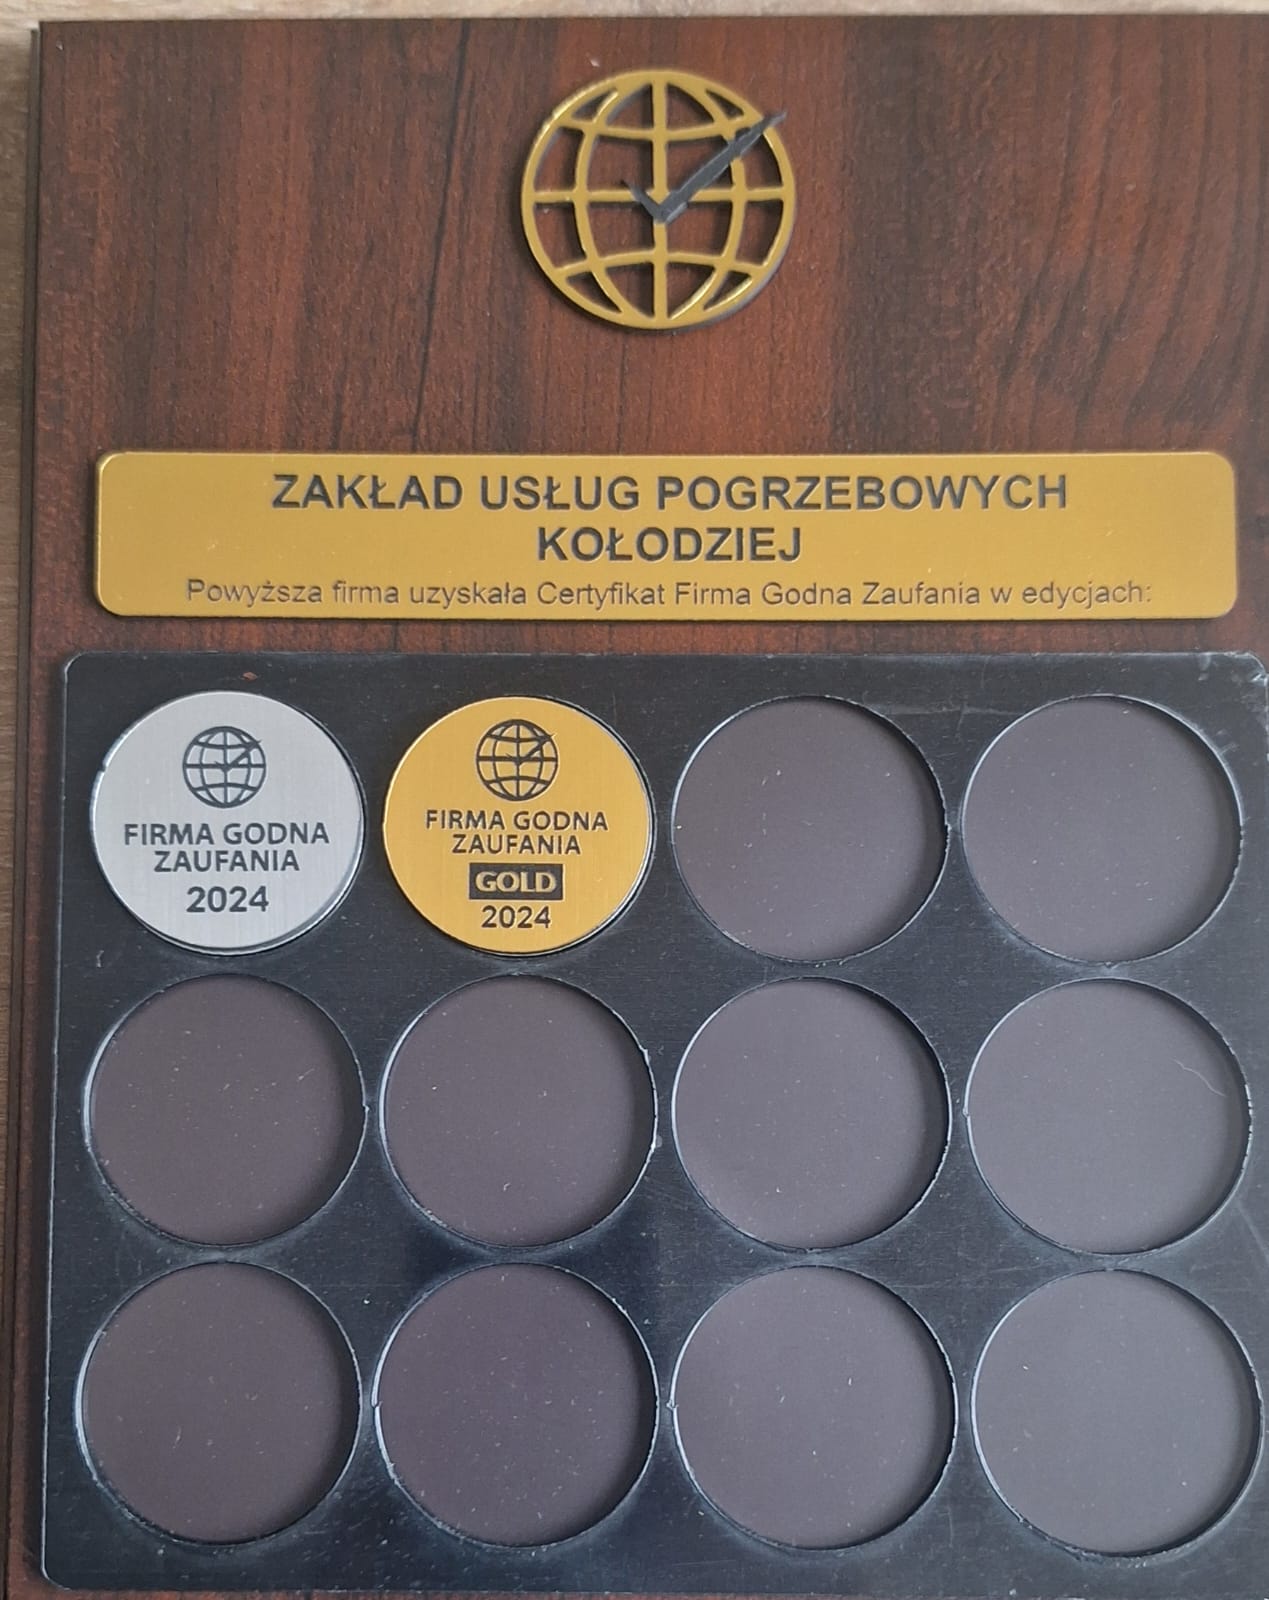 ZAKŁAD USŁUG POGRZEBOWYCH
KOŁODZIEJ
Powyższa firma uzyskała Certyfikat Firma Godna Zaufania w edycjach:
FIRMA GODNA
ZAUFANIA
2024
FIRMA GODNA
ZAUFANIA
GOLD
2024